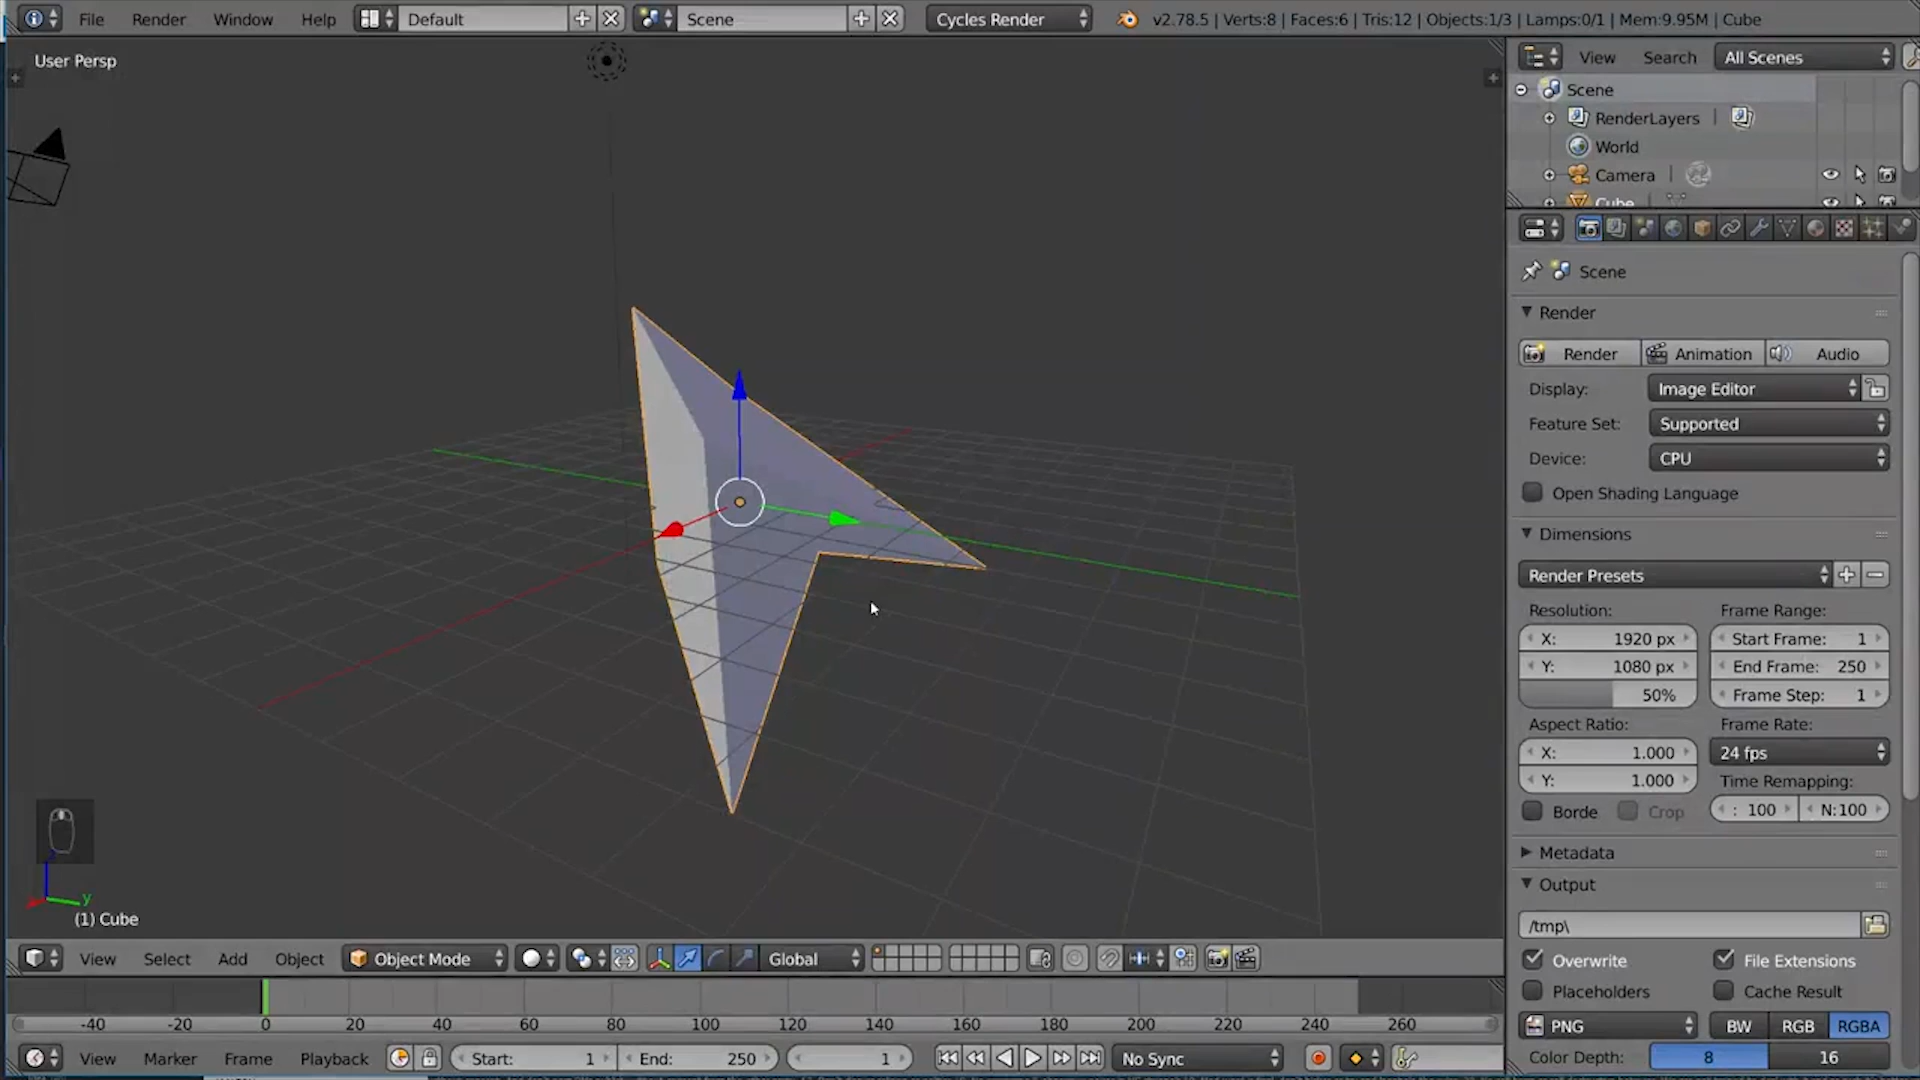 File Render Window Help Default Scene Cycles Render v2.78.5 | Verts:8 | Faces:6 | Tris:12 | Objects:1/3 | Lamps:0/1 | Mem:9.95M | Cube
User Persp
View Search All Scenes
Scene
RenderLayers
World
Camera
Cube
Scene
Render
Render Animation Audio
Display: Image Editor
Feature Set: Supported
Device: CPU
Open Shading Language
Dimensions
Render Presets
Resolution: Frame Range:
X: 1920 px Start Frame: 1
Y: 1080 px End Frame: 250
50% Frame Step: 1
Aspect Ratio: Frame Rate:
X: 1.000 24 fps
Y: 1.000 Time Remapping:
Borde Crop : 100 N:100
Metadata
Output
/tmp\
Overwrite File Extensions
Placeholders Cache Result
PNG BW RGB RGBA
Color Depth: 8 16
y
(1) Cube
View Select Add Object Object Mode Global
-40 -20 0 20 40 60 80 100 120 140 160 180 200 220 240 260
View Marker Frame Playback Start: 1 End: 250 1 No Sync